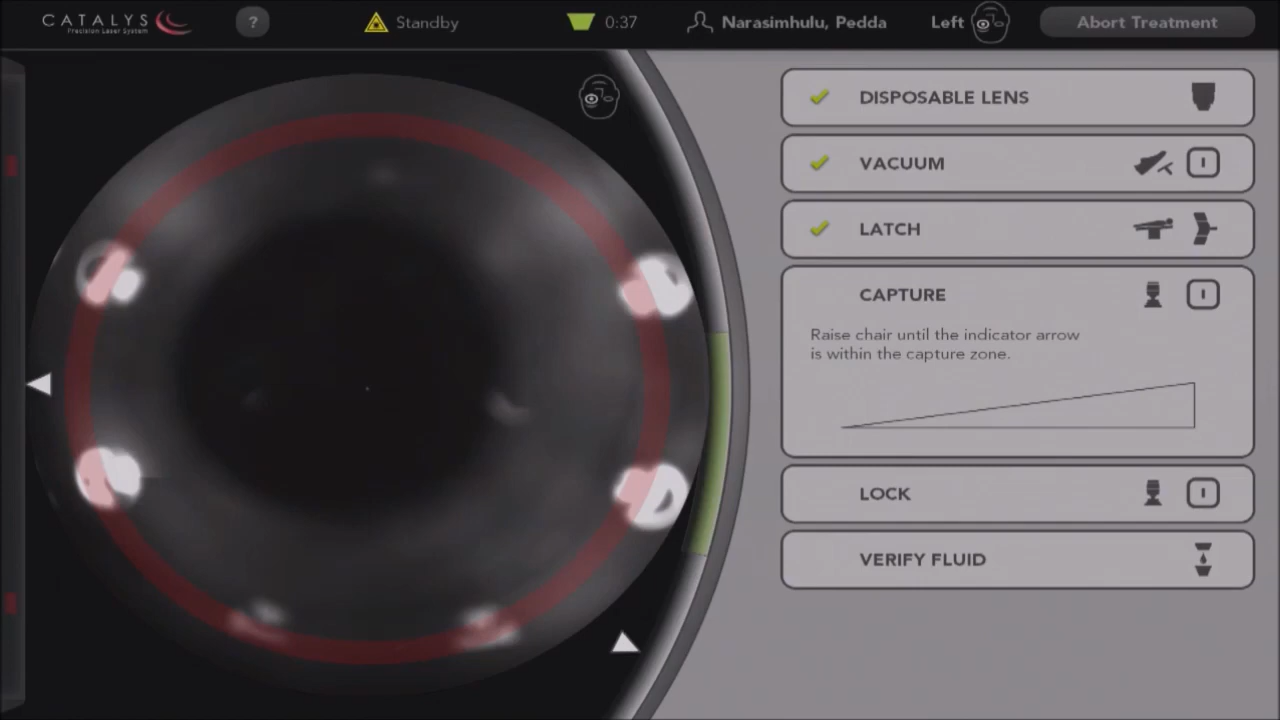 CATALYS
Precision Laser System
?
Standby
0:37
Narasimhulu, Pedda
Left
Abort Treatment
DISPOSABLE LENS
VACUUM
LATCH
CAPTURE
Raise chair until the indicator arrow
is within the capture zone.
LOCK
VERIFY FLUID